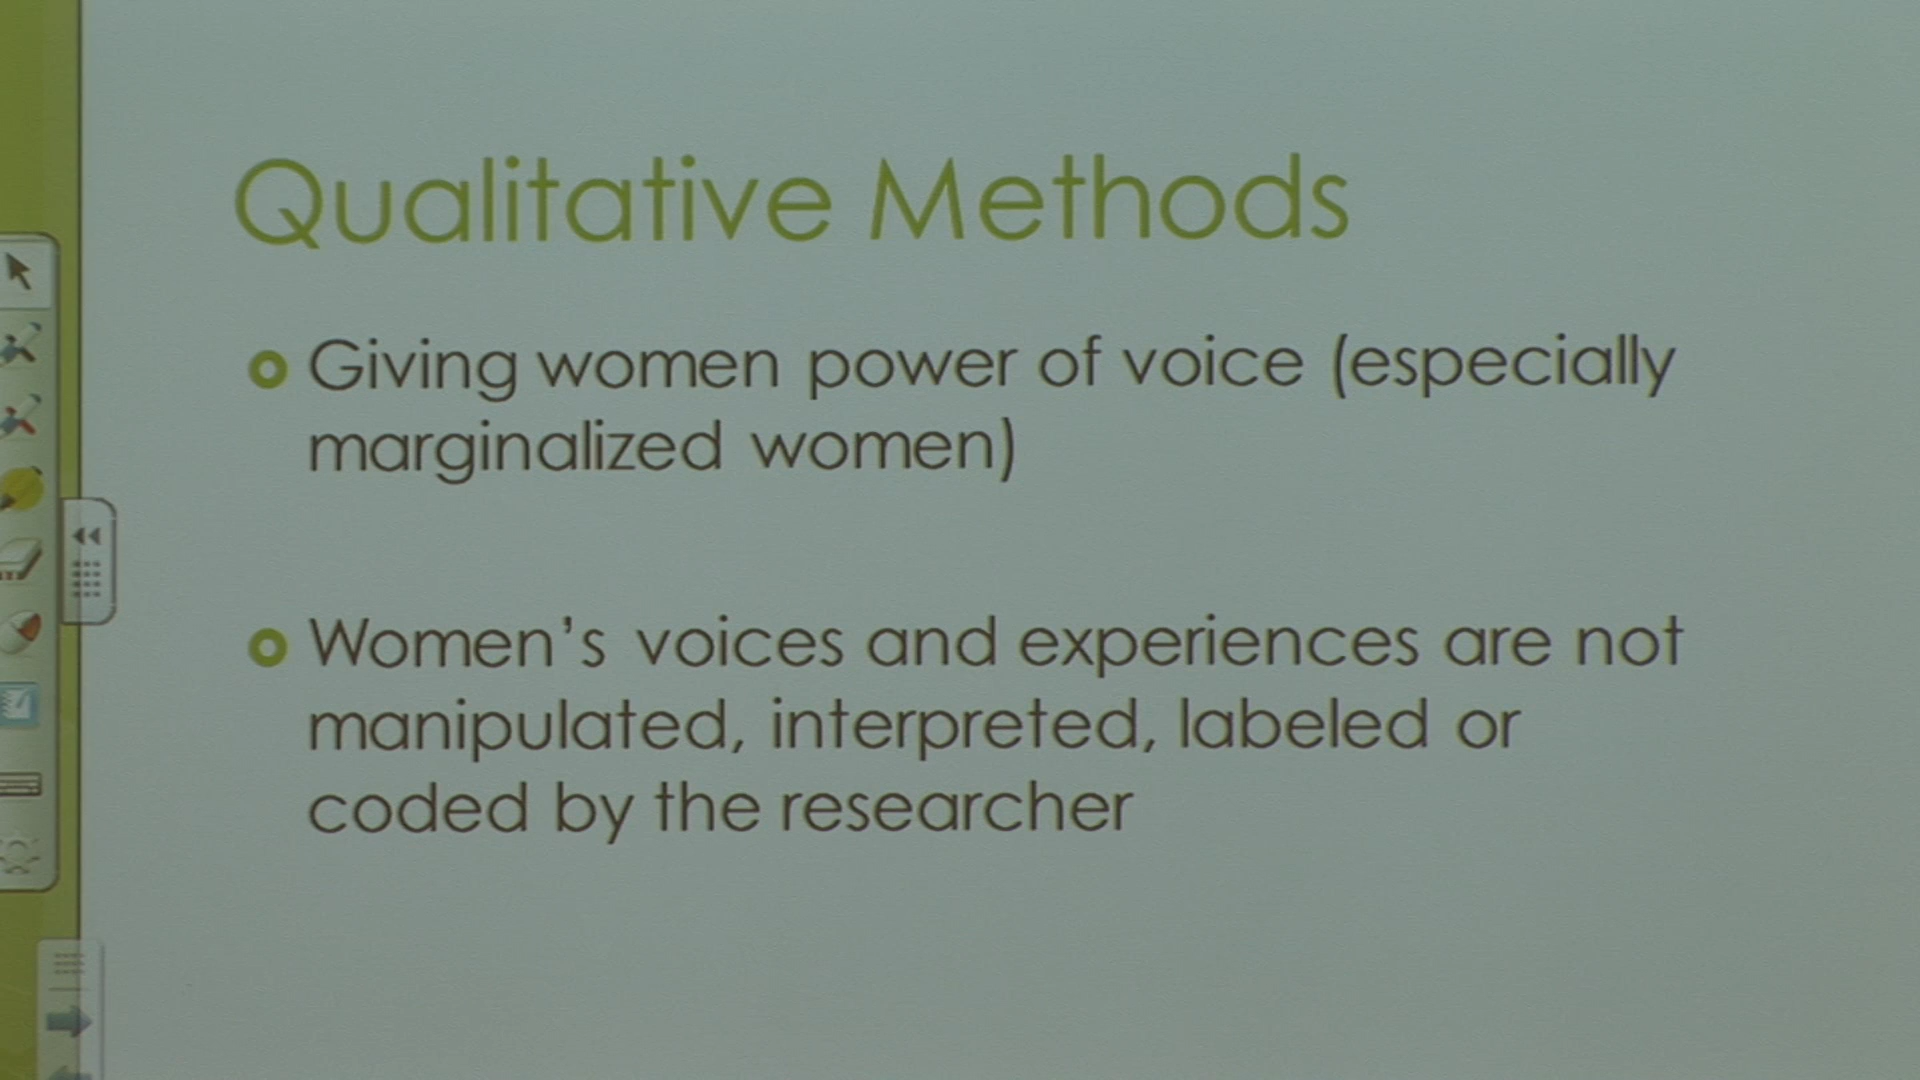 Qualitative Methods
Giving women power of voice (especially
marginalized women)
Women's voices and experiences are not
manipulated, interpreted, labeled or
coded by the researcher